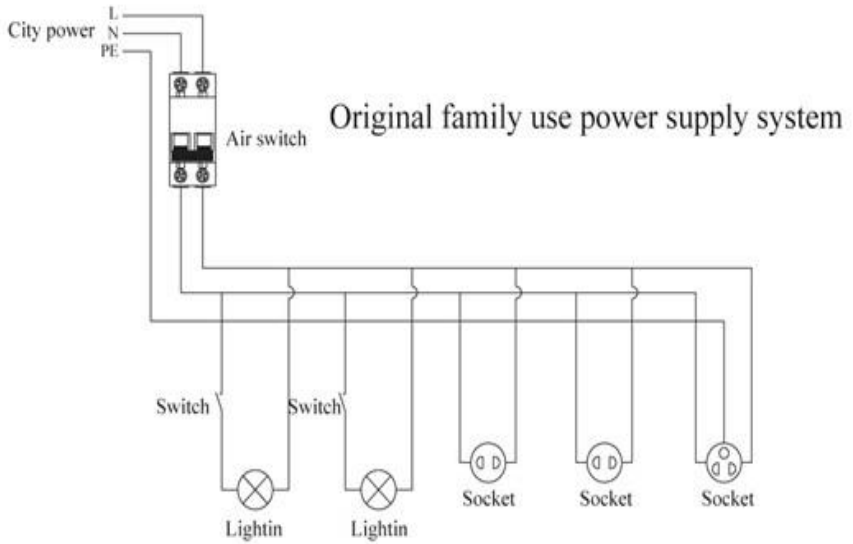 L
City power N
PE
Original family use power supply system
Air switch
Switch
Switch
Socket
Socket
Socket
Lightin
Lightin